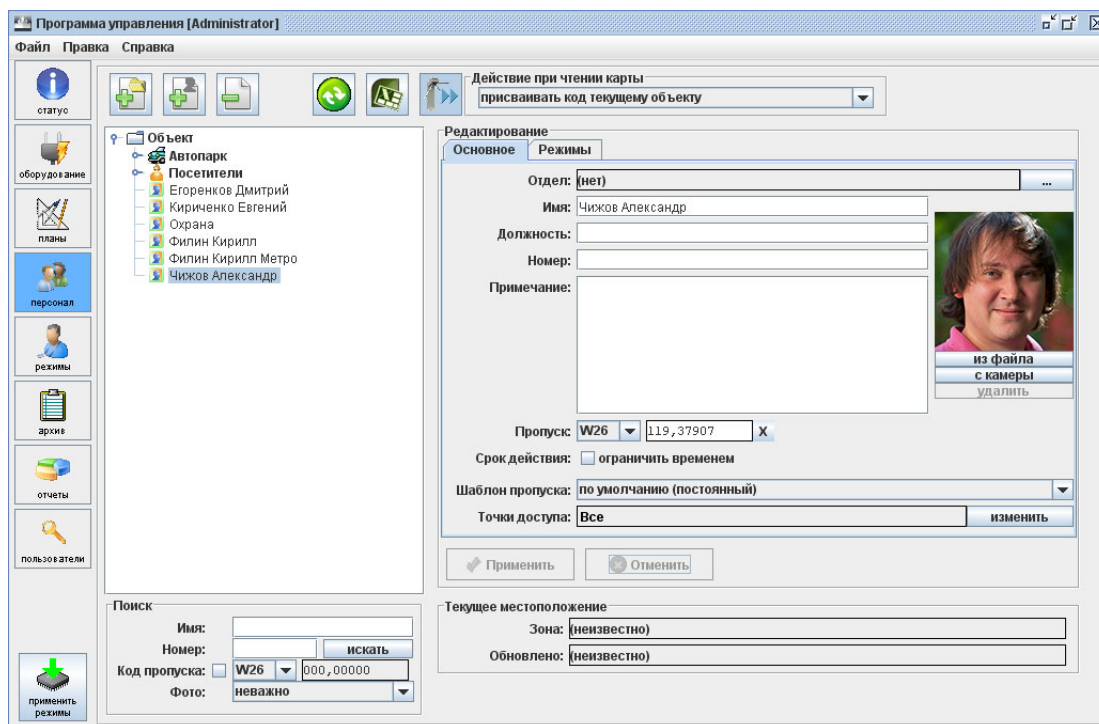 Программа управления [Administrator]
Файл Правка Справка
статус
оборудование
планы
персонал
режимы
архив
отчеты
пользователи
применить
режимы
Действие при чтении карты
присваивать код текущему объекту
Объект
Автопарк
Посетители
Егоренков Дмитрий
Кириченко Евгений
Охрана
Филин Кирилл
Филин Кирилл Метро
Чижов Александр
Поиск
Имя:
Номер: искать
Код пропуска: W26 000,00000
Фото: неважно
Редактирование
Основное Режимы
Отдел: (нет) ...
Имя: Чижов Александр
Должность:
Номер:
Примечание:
из файла
с камеры
удалить
Пропуск: W26 119,37907 X
Срок действия: ограничить временем
Шаблон пропуска: по умолчанию (постоянный)
Точки доступа: Все изменить
Применить Отменить
Текущее местоположение
Зона: (неизвестно)
Обновлено: (неизвестно)